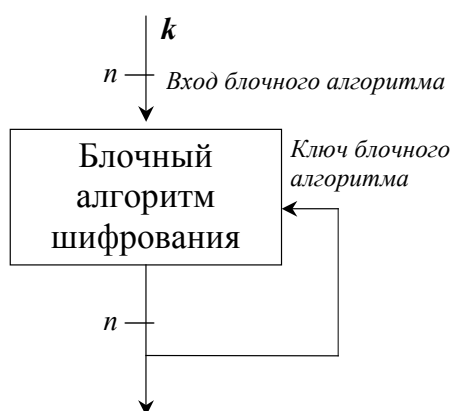 k
n
Вход блочного алгоритма
Блочный
алгоритм
шифрования
Ключ блочного
алгоритма
n